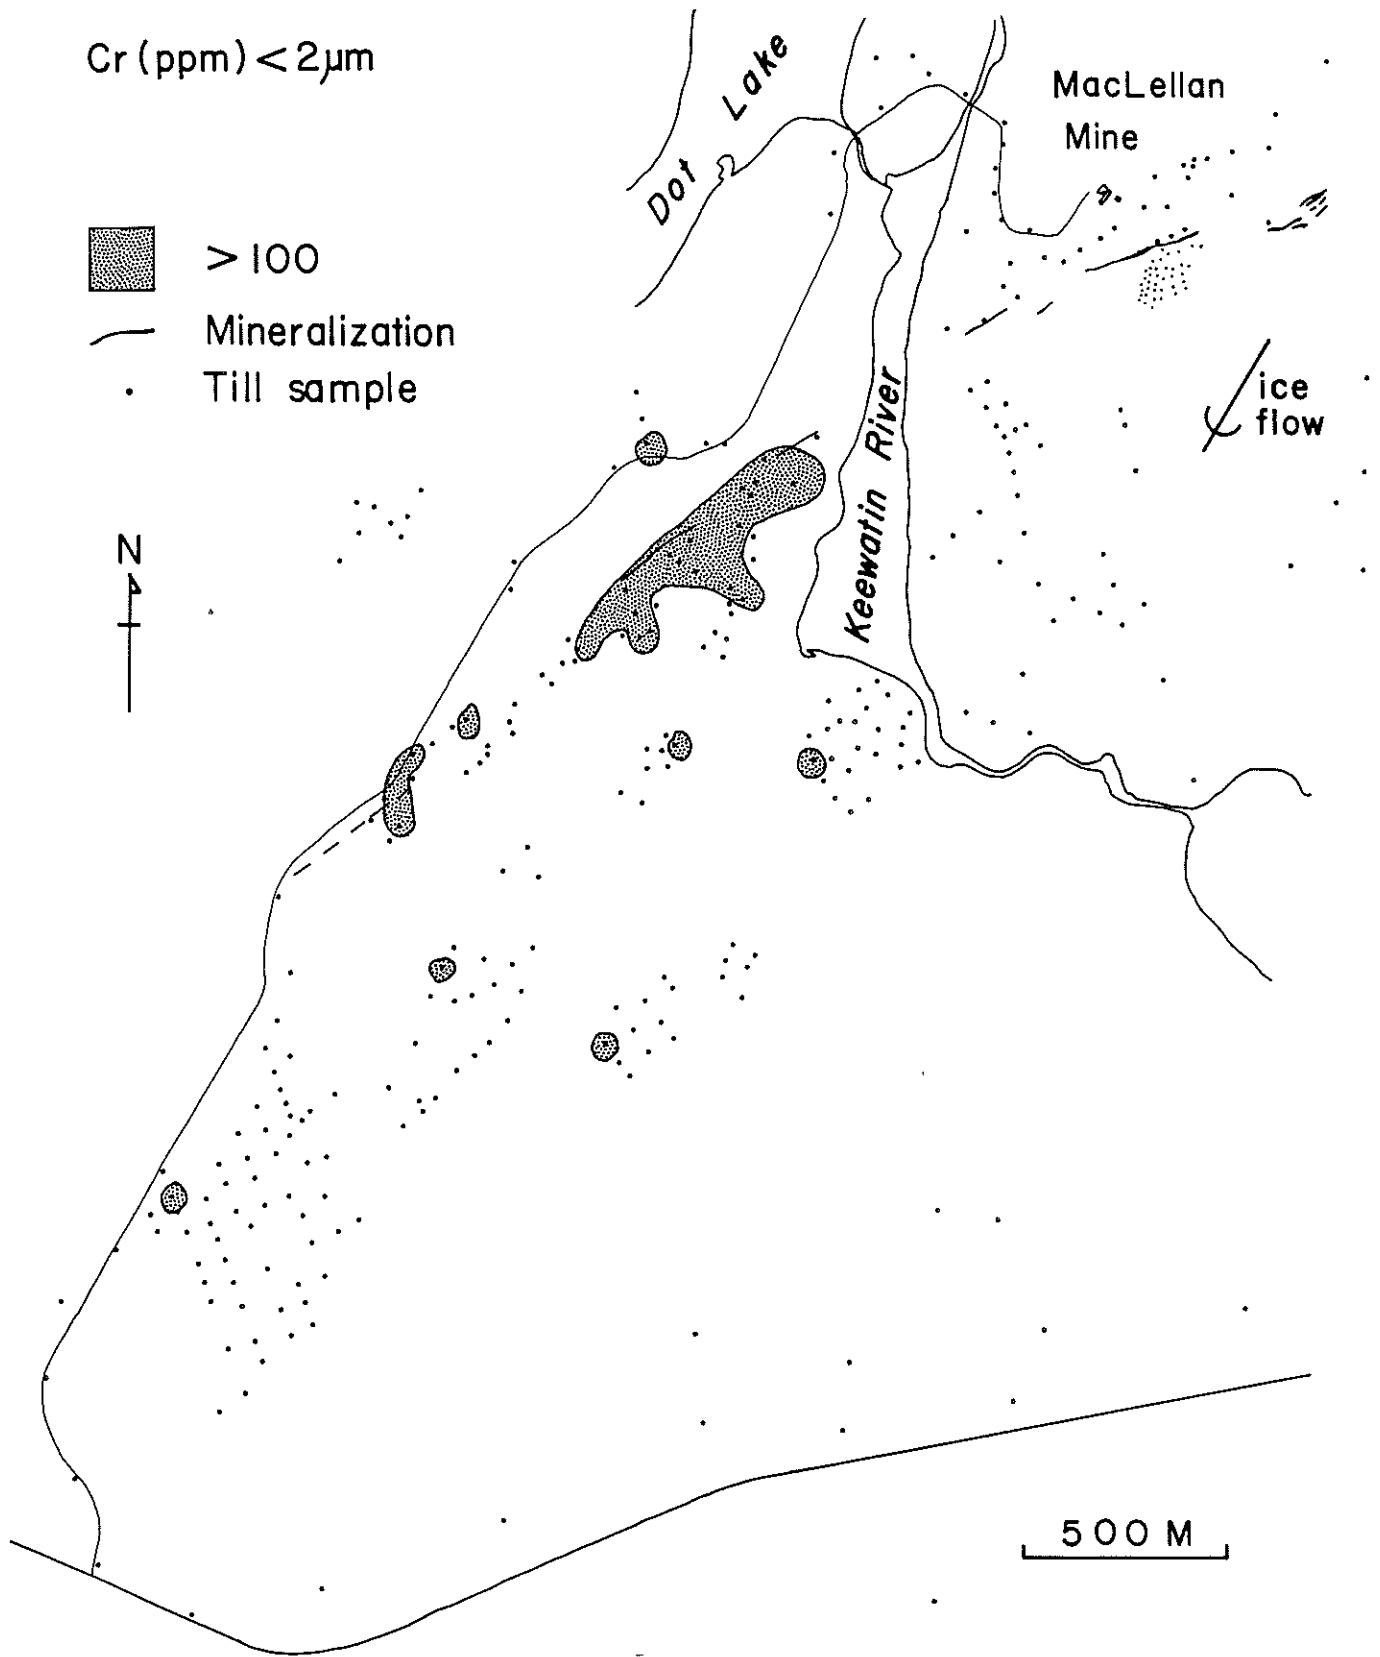 Cr (ppm) < 2µm
Dot Lake
MacLellan
Mine
> 100
Mineralization
Till sample
ice
flow
Keewatin River
N
500 M